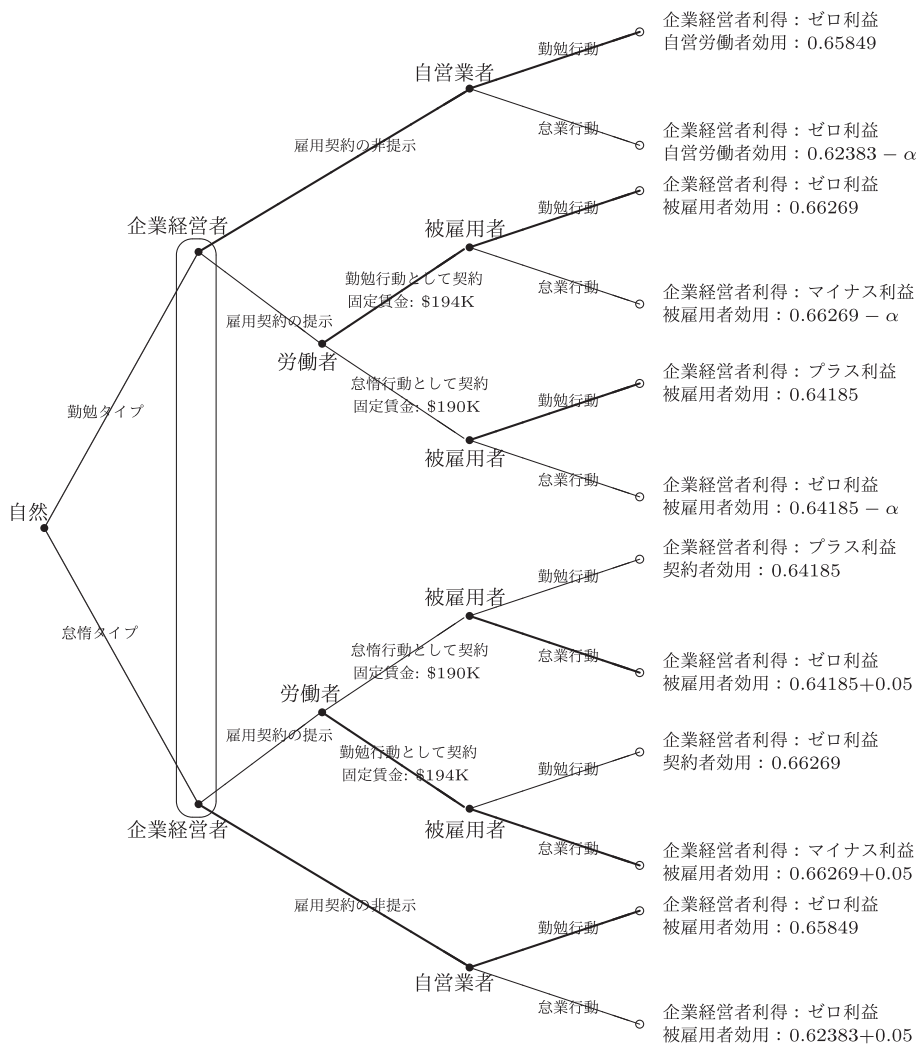 企業経営者利得：ゼロ利益
自営労働者効用：0.65849
勤勉行動
自営業者
怠業行動
企業経営者利得：ゼロ利益
自営労働者効用：0.62383 − α
雇用契約の非提示
企業経営者利得：ゼロ利益
被雇用者効用：0.66269
勤勉行動
企業経営者
被雇用者
勤勉行動として契約
固定賃金: $194K
怠業行動
企業経営者利得：マイナス利益
被雇用者効用：0.66269 − α
雇用契約の提示
労働者
企業経営者利得：プラス利益
被雇用者効用：0.64185
怠惰行動として契約
固定賃金: $190K
勤勉行動
勤勉タイプ
被雇用者
怠業行動
企業経営者利得：ゼロ利益
被雇用者効用：0.64185 − α
自然
企業経営者利得：プラス利益
契約者効用：0.64185
勤勉行動
被雇用者
怠惰タイプ
怠惰行動として契約
固定賃金: $190K
怠業行動
企業経営者利得：ゼロ利益
被雇用者効用：0.64185+0.05
労働者
雇用契約の提示
勤勉行動として契約
固定賃金: $194K
企業経営者利得：ゼロ利益
契約者効用：0.66269
勤勉行動
企業経営者
被雇用者
怠業行動
企業経営者利得：マイナス利益
被雇用者効用：0.66269+0.05
雇用契約の非提示
企業経営者利得：ゼロ利益
被雇用者効用：0.65849
勤勉行動
自営業者
怠業行動
企業経営者利得：ゼロ利益
被雇用者効用：0.62383+0.05